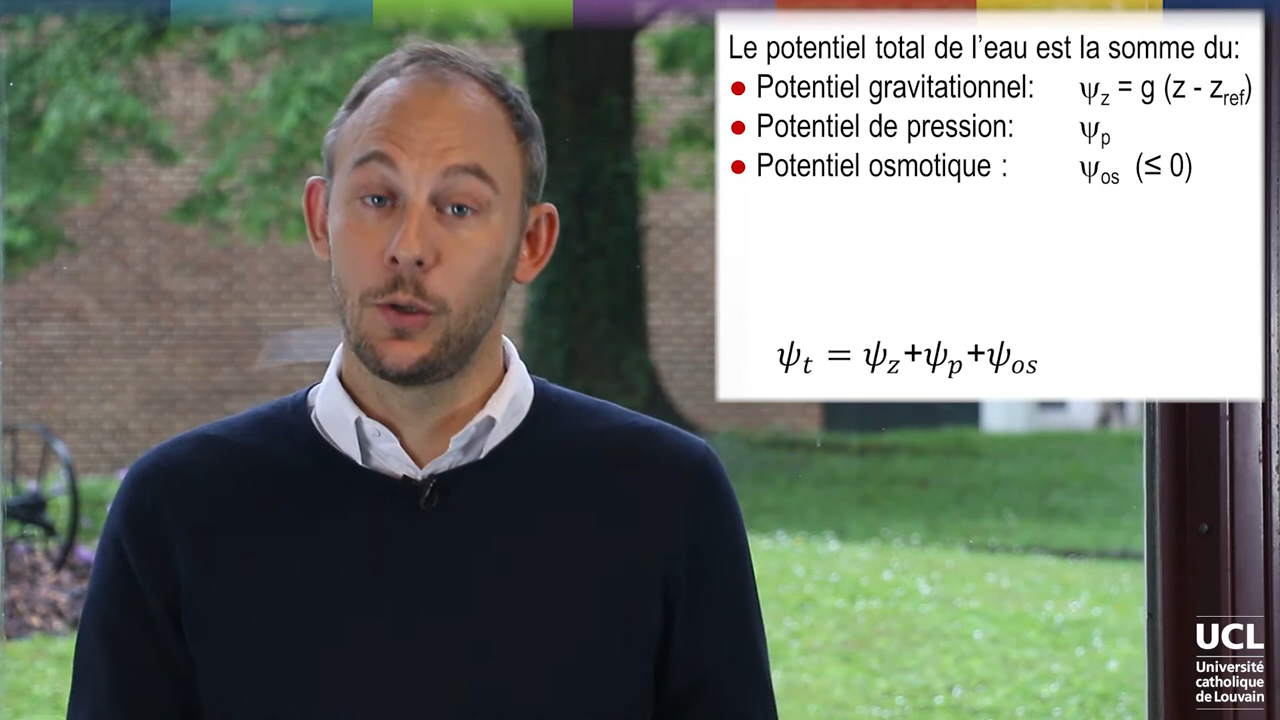 Le potentiel total de l'eau est la somme du:
● Potentiel gravitationnel: ψz = g (z - zref)
● Potentiel de pression: ψp
● Potentiel osmotique : ψos (≤ 0)
ψt = ψz+ψp+ψos
UCL
Université
catholique
de Louvain